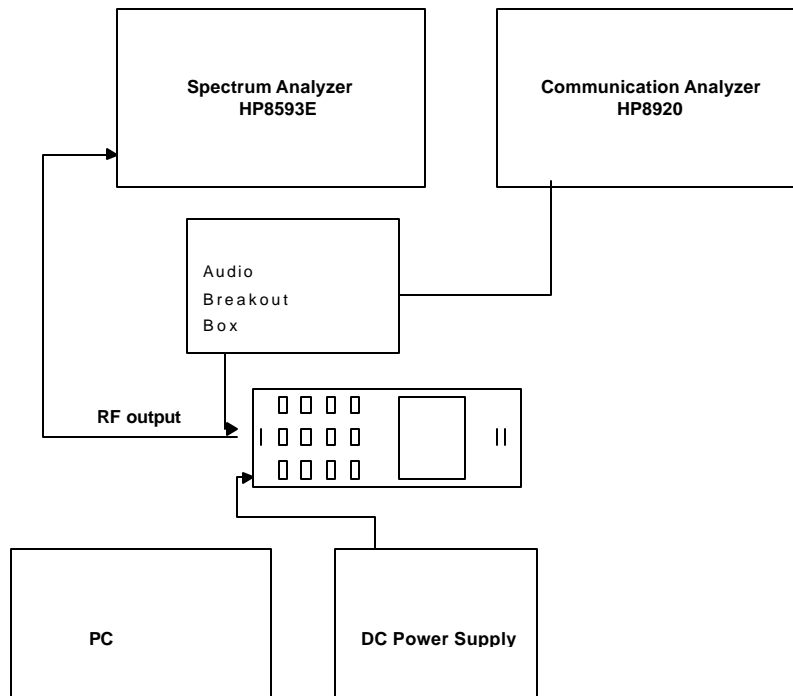 Spectrum Analyzer
HP8593E
Communication Analyzer
HP8920
Audio
Breakout
Box
RF output
PC
DC Power Supply